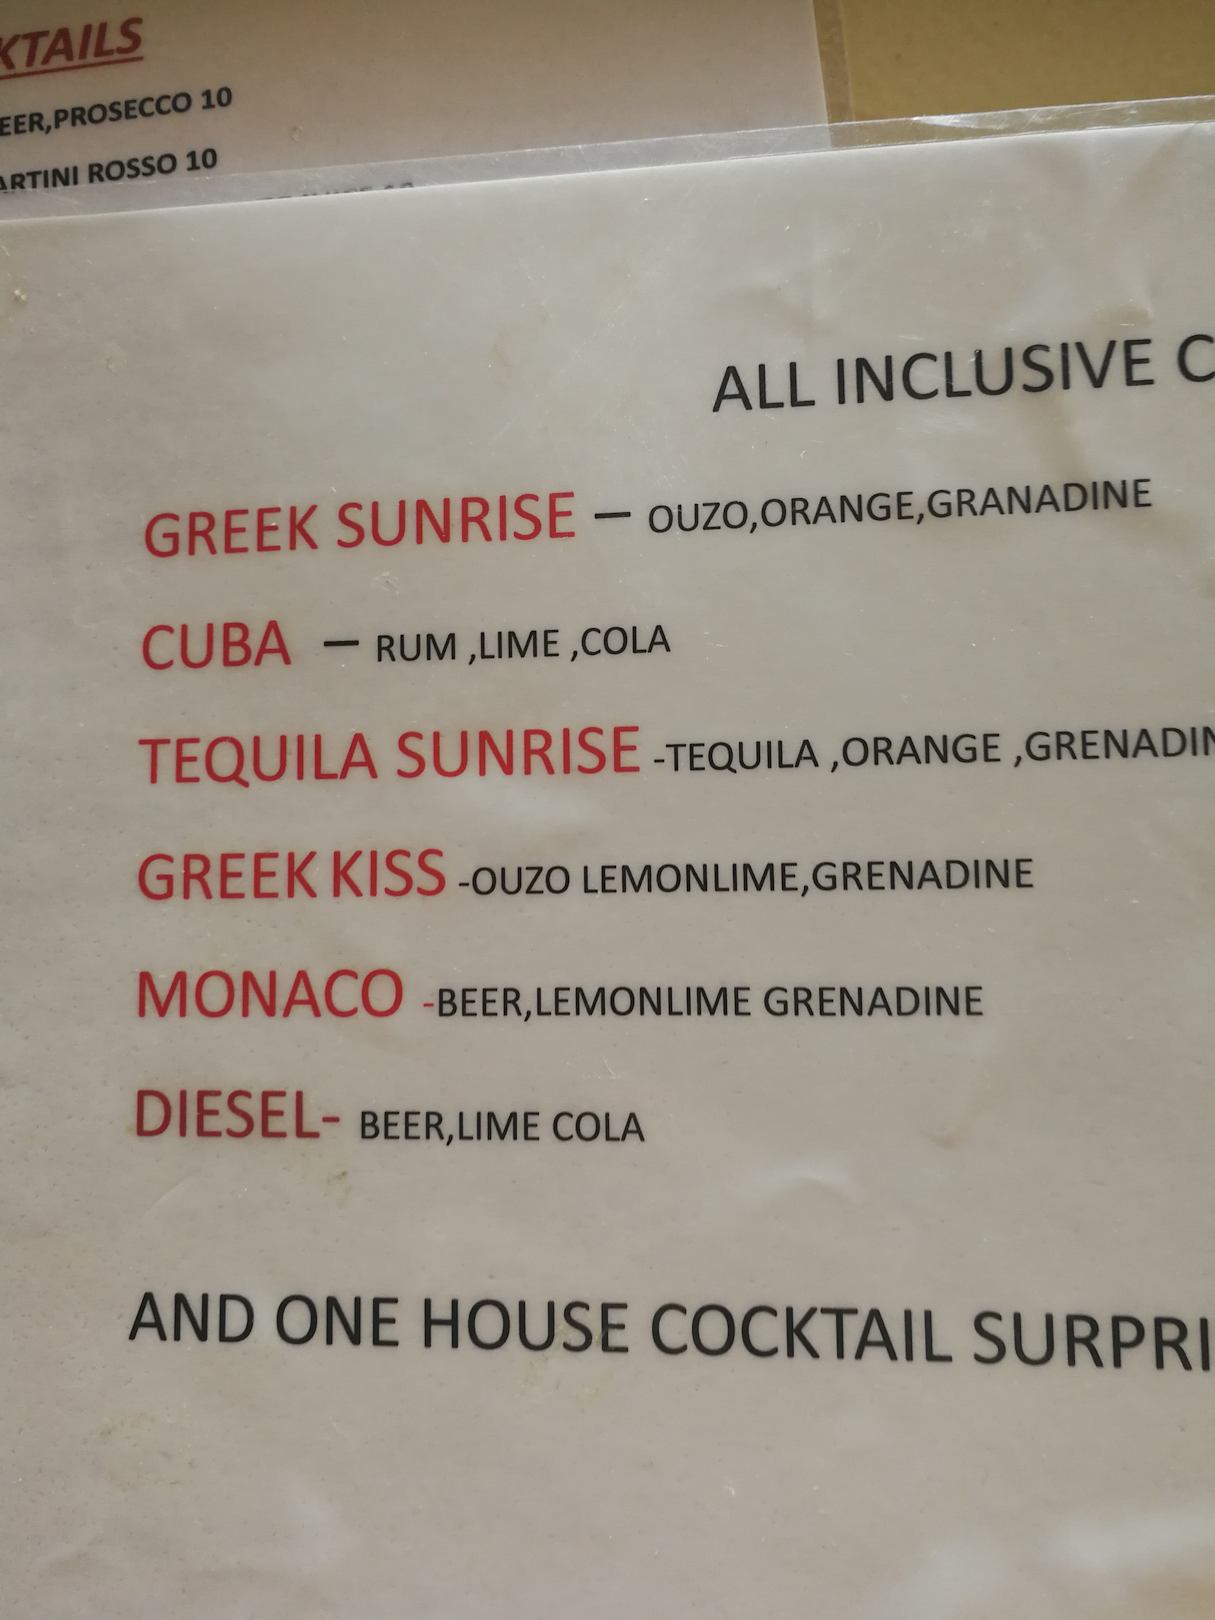 KTAILS
EER,PROSECCO 10
ARTINI ROSSO 10
ALL INCLUSIVE C
GREEK SUNRISE – OUZO,ORANGE,GRANADINE
CUBA – RUM ,LIME ,COLA
TEQUILA SUNRISE -TEQUILA ,ORANGE ,GRENADIN
GREEK KISS -OUZO LEMONLIME,GRENADINE
MONACO -BEER,LEMONLIME GRENADINE
DIESEL- BEER,LIME COLA
AND ONE HOUSE COCKTAIL SURPRI